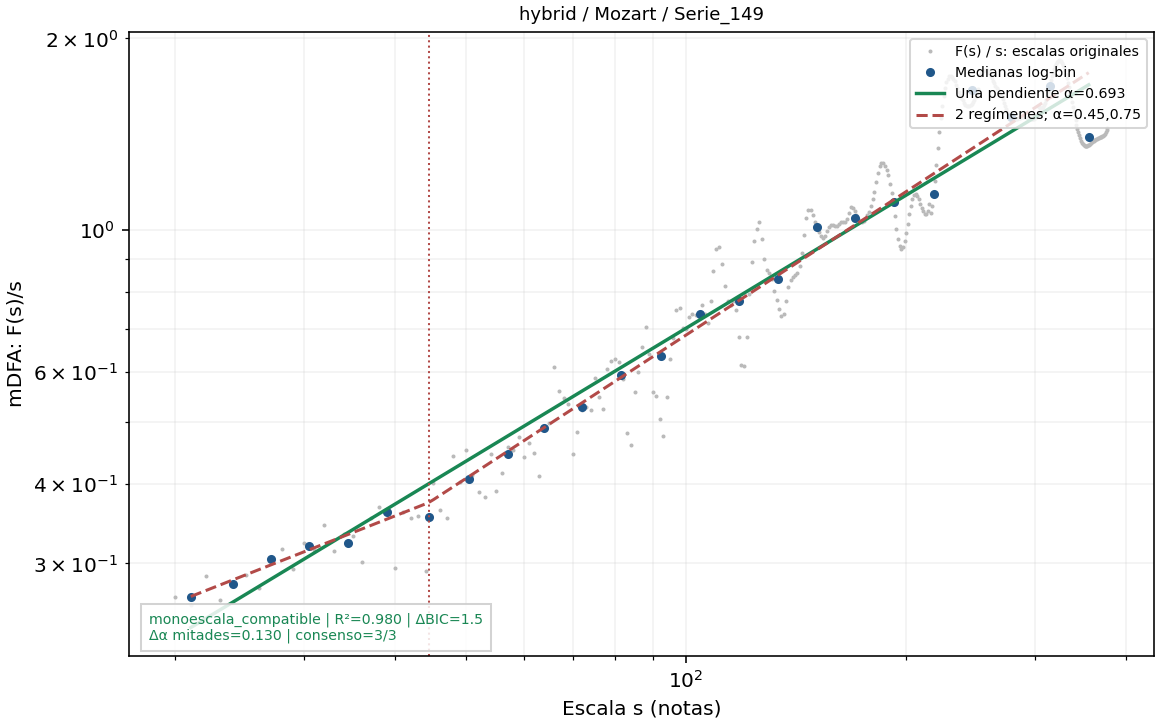 hybrid / Mozart / Serie_149
2 × 10⁰
10⁰
6 × 10⁻¹
4 × 10⁻¹
3 × 10⁻¹
mDFA: F(s)/s
F(s) / s: escalas originales
Medianas log-bin
Una pendiente α=0.693
2 regímenes; α=0.45,0.75
monoescala_compatible | R²=0.980 | ΔBIC=1.5
Δα mitades=0.130 | consenso=3/3
10²
Escala s (notas)